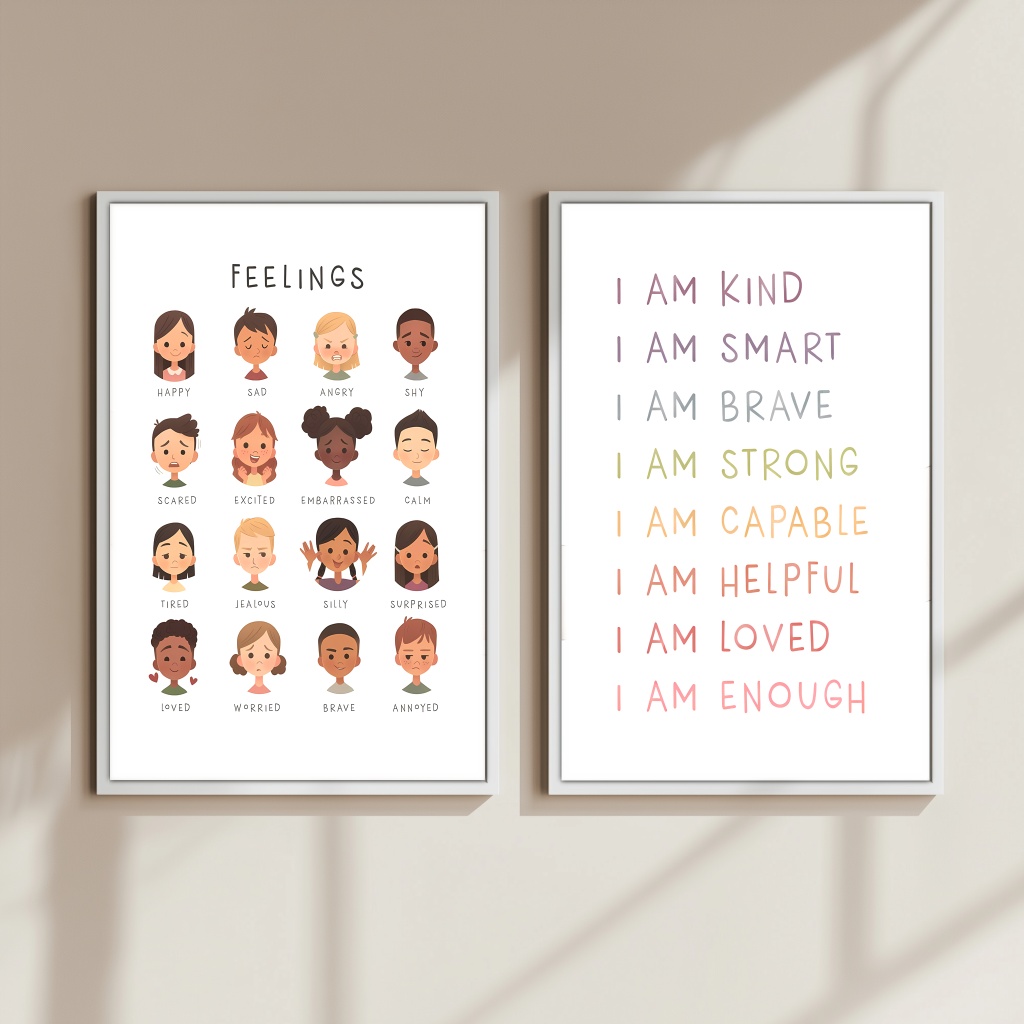 FEELINGS
HAPPY SAD ANGRY SHY
SCARED EXCITED EMBARRASSED CALM
TIRED JEALOUS SILLY SURPRISED
LOVED WORRIED BRAVE ANNOYED
I AM KIND
I AM SMART
I AM BRAVE
I AM STRONG
I AM CAPABLE
I AM HELPFUL
I AM LOVED
I AM ENOUGH